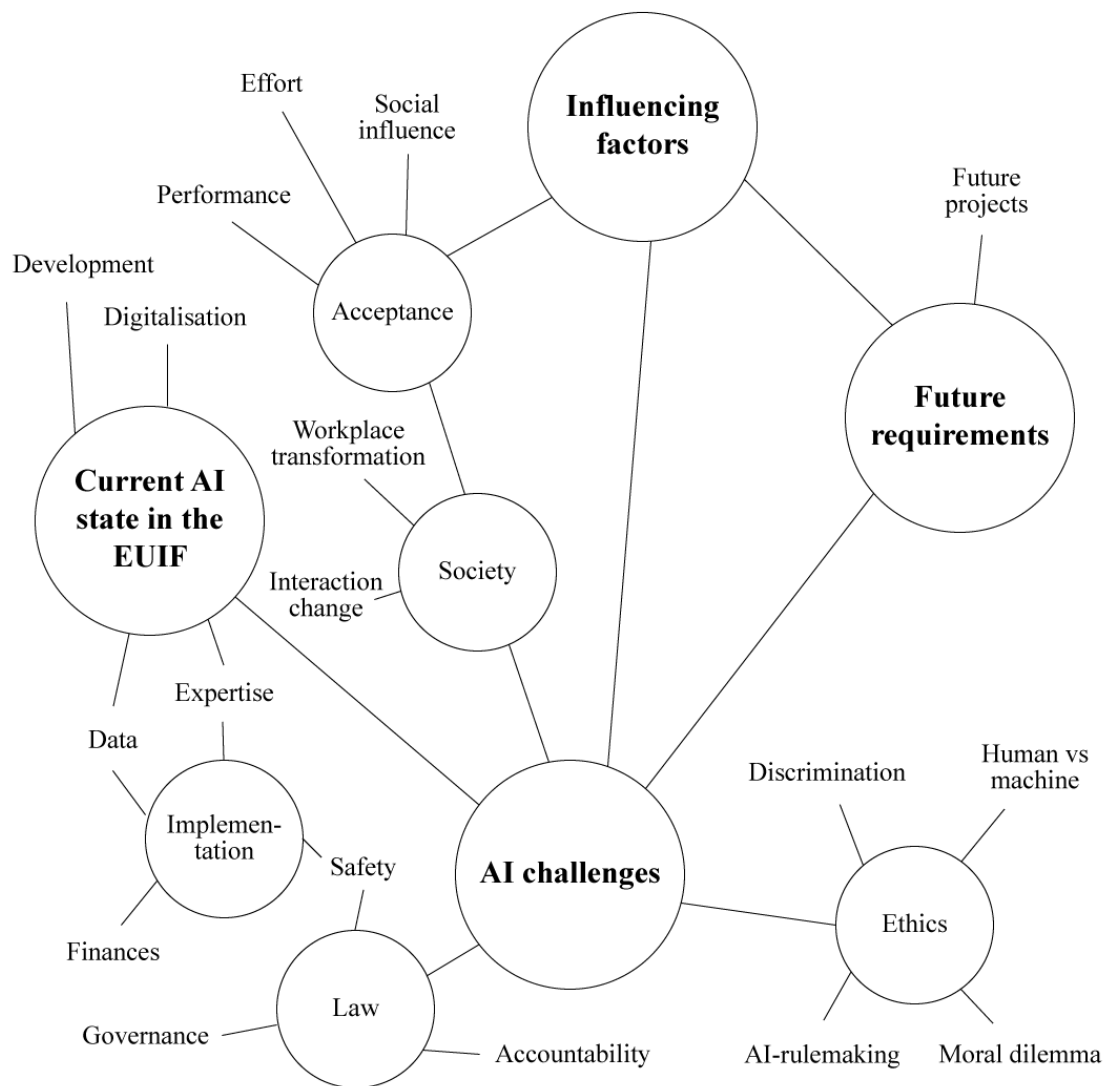 Effort
Social
influence
Influencing
factors
Performance
Future
projects
Development
Digitalisation
Acceptance
Future
requirements
Workplace
transformation
Current AI
state in the
EUIF
Society
Interaction
change
Expertise
Data
Discrimination
Human vs
machine
Implemen-
tation
Safety
AI challenges
Ethics
Finances
Law
Governance
Accountability
AI-rulemaking
Moral dilemma